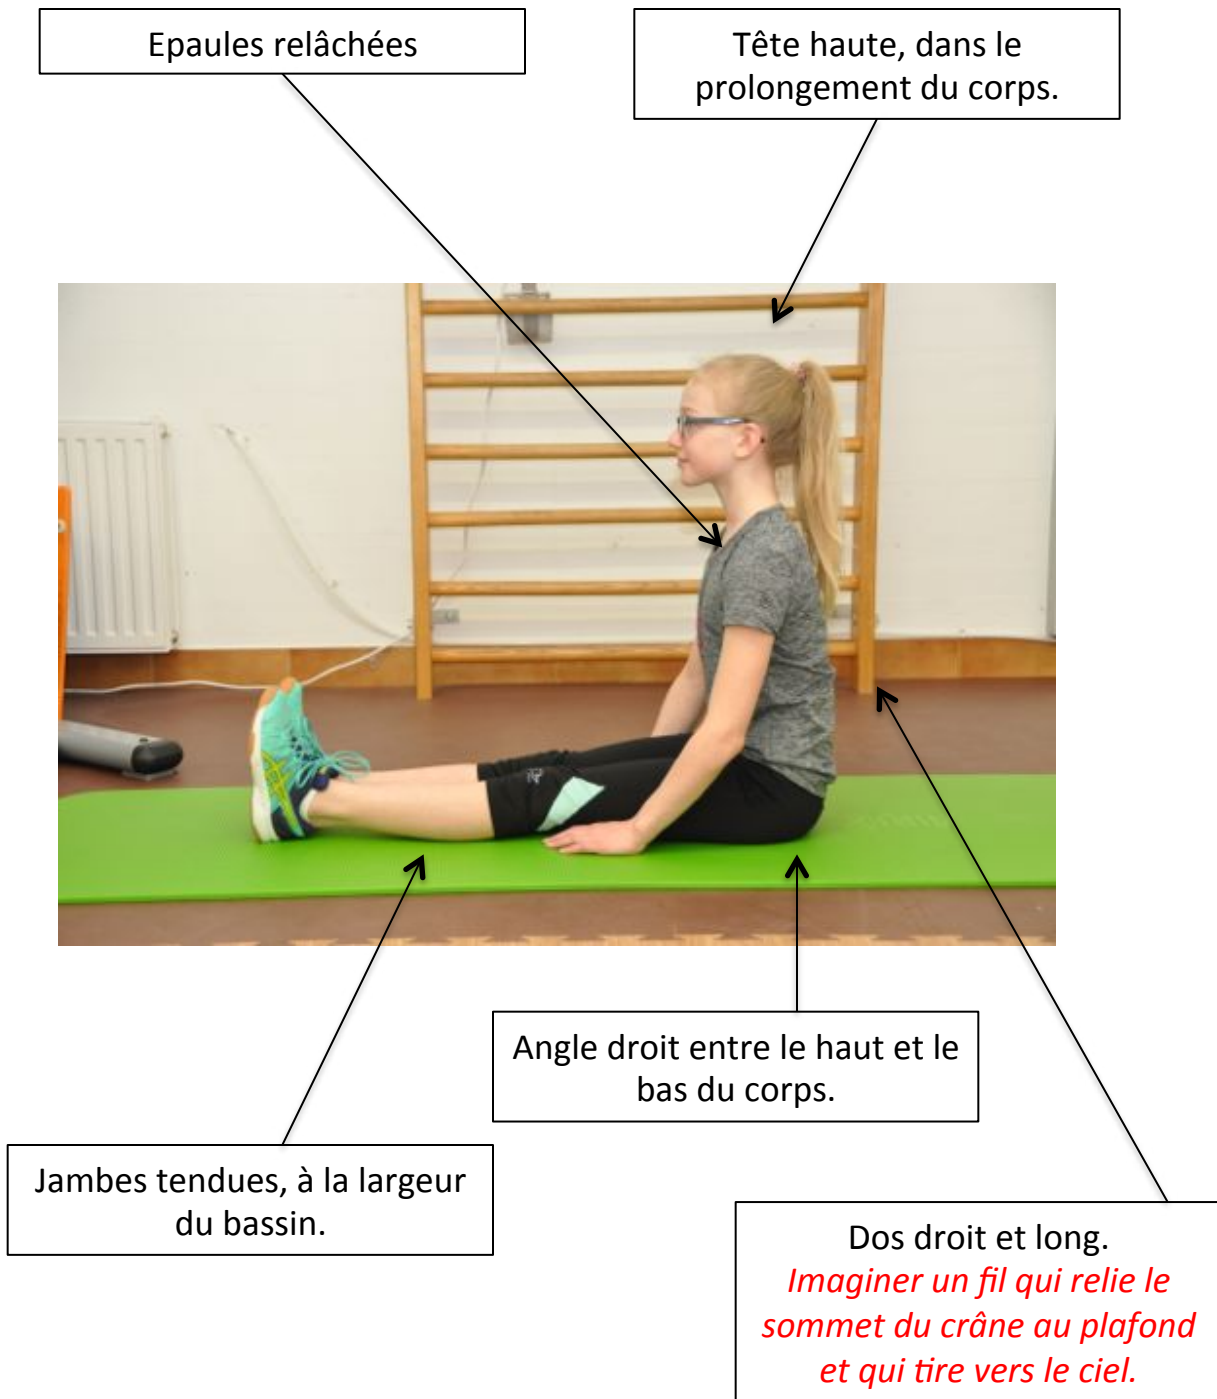 Epaules relâchées
Tête haute, dans le
prolongement du corps.
Angle droit entre le haut et le
bas du corps.
Jambes tendues, à la largeur
du bassin.
Dos droit et long.
Imaginer un fil qui relie le
sommet du crâne au plafond
et qui tire vers le ciel.